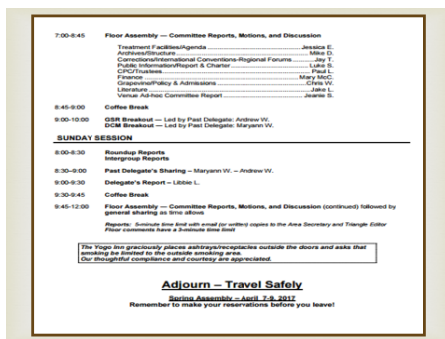 7:00-8:45 Floor Assembly — Committee Reports, Motions, and Discussion
Treatment Facilities/Agenda Jessica E.
Archives/Structure Mike D.
Corrections/International Conventions-Regional Forums Jay T.
Public Information/Report & Charter Luke S.
CPC/Trustees Paul L.
Finance Mary McC.
Grapevine/Policy & Admissions Chris W.
Literature Jake L.
Venue Ad-hoc Committee Report Jeanie S.
8:45-9:00 Coffee Break
9:00-10:00 GSR Breakout — Led by Past Delegate: Andrew W.
DCM Breakout — Led by Past Delegate: Maryann W.
SUNDAY SESSION
8:00-8:30 Roundup Reports
Intergroup Reports
8:30–9:00 Past Delegate's Sharing – Maryann W. – Andrew W.
9:00-9:30 Delegate's Report – Libbie L.
9:30-9:45 Coffee Break
9:45-12:00 Floor Assembly — Committee Reports, Motions, and Discussion (continued) followed by
general sharing as time allows
Reports: 5-minute time limit with email (or written) copies to the Area Secretary and Triangle Editor
Floor comments have a 3-minute time limit
The Yogo Inn graciously places ashtrays/receptacles outside the doors and asks that
smoking be limited to the outside smoking area.
Our thoughtful compliance and courtesy are appreciated.
Adjourn – Travel Safely
Spring Assembly – April 7-9, 2017
Remember to make your reservations before you leave!